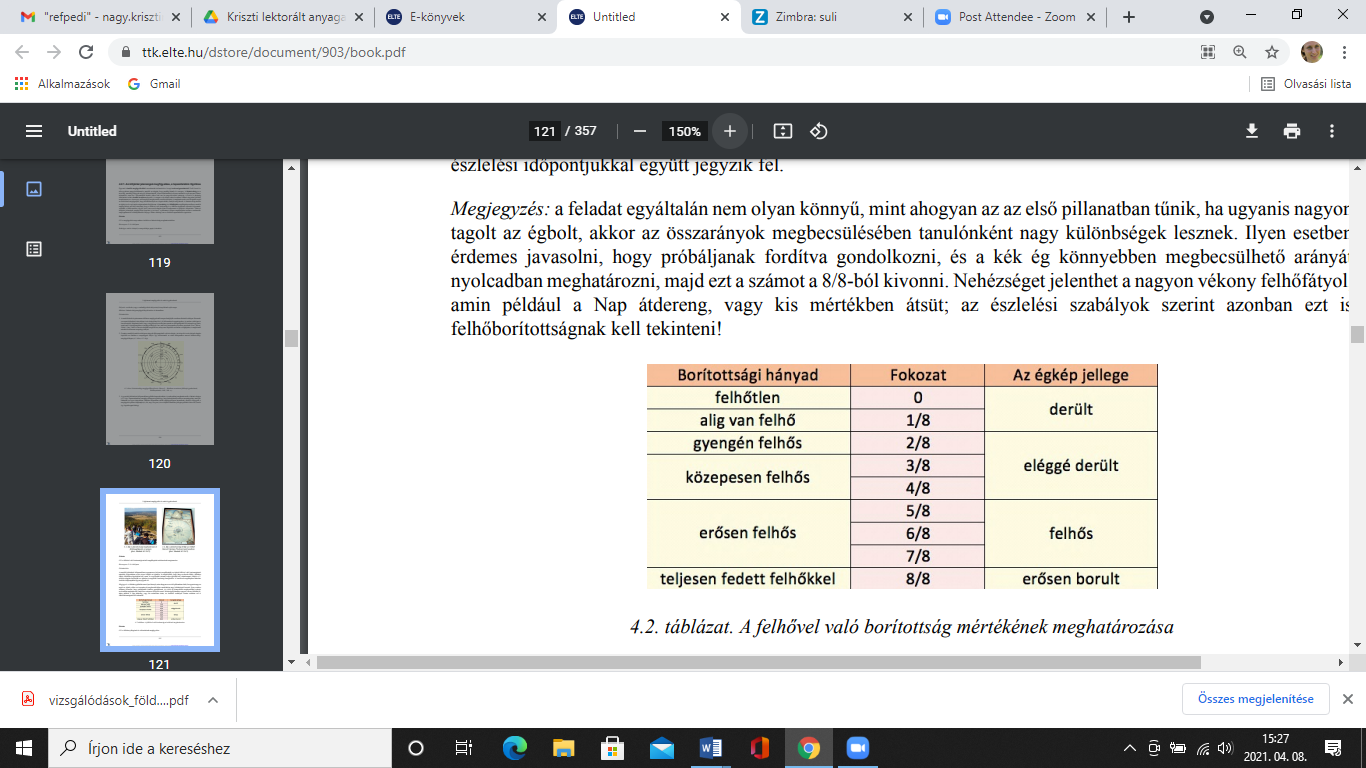 "refpedi" - nagy.kriszti
Kriszti lektorált anyaga
E-könyvek
Untitled
Zimbra: suli
Post Attendee - Zoom
ttk.elte.hu/dstore/document/903/book.pdf
Alkalmazások
Gmail
Olvasási lista
Untitled
121 / 357
150%
119
120
121
észlelési időpontjukkal együtt jegyzik fel.
Megjegyzés: a feladat egyáltalán nem olyan könnyű, mint ahogyan az az első pillanatban tűnik, ha ugyanis nagyon
tagolt az égbolt, akkor az összarányok megbecsülésében tanulónként nagy különbségek lesznek. Ilyen esetben
érdemes javasolni, hogy próbáljanak fordítva gondolkozni, és a kék ég könnyebben megbecsülhető arányát
nyolcadban meghatározni, majd ezt a számot a 8/8-ból kivonni. Nehézséget jelenthet a nagyon vékony felhőfátyol,
amin például a Nap átdereng, vagy kis mértékben átsüt; az észlelési szabályok szerint azonban ezt is
felhőborítottságnak kell tekinteni!
Borítottsági hányad Fokozat Az égkép jellege
felhőtlen 0 derült
alig van felhő 1/8
gyengén felhős 2/8 eléggé derült
közepesen felhős 3/8
4/8
erősen felhős 5/8 felhős
6/8
7/8
teljesen fedett felhőkkel 8/8 erősen borult
4.2. táblázat. A felhővel való borítottság mértékének meghatározása
vizsgálódások_föld....pdf
Összes megjelenítése
Írjon ide a kereséshez
15:27
2021. 04. 08.